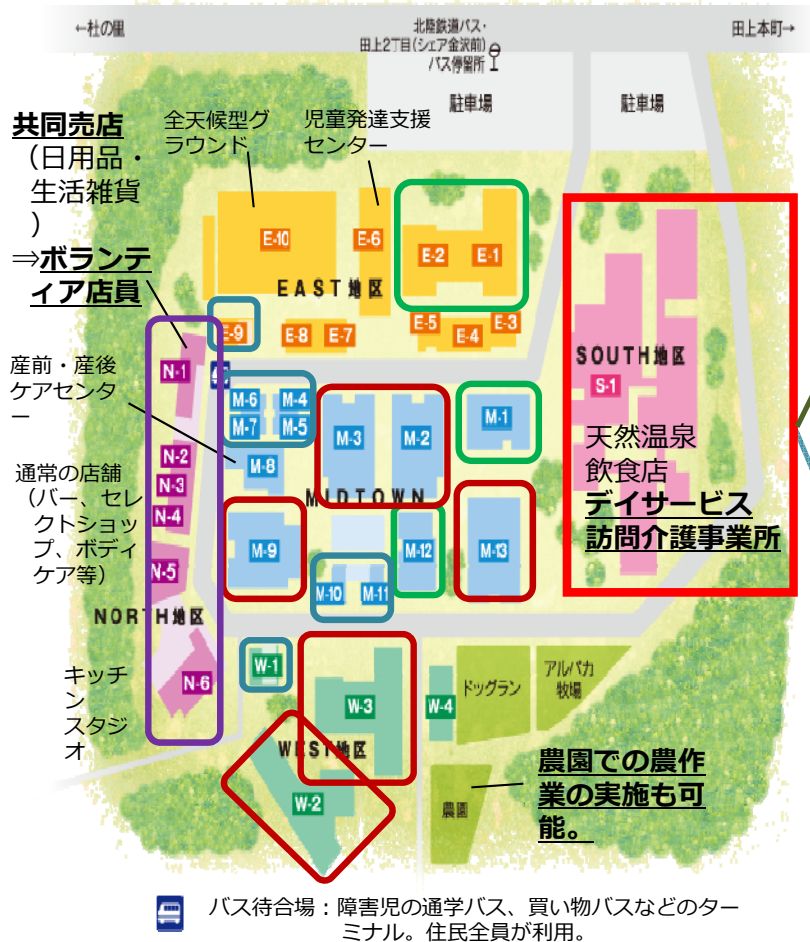 ←杜の里
北陸鉄道バス・
田上2丁目(シェア金沢前)
バス停留所
田上本町→
駐車場
駐車場
共同売店
（日用品・
生活雑貨
）
⇒ボランテ
ィア店員
全天候型グ
ラウンド
児童発達支援
センター
E-10
E-6
E-2
E-1
EAST地区
E-9
E-8
E-7
E-5
E-4
E-3
SOUTH地区
S-1
天然温泉
飲食店
デイサービス
訪問介護事業所
産前・産後
ケアセンタ
ー
N-1
M-6
M-4
M-7
M-5
M-3
M-2
M-1
M-8
通常の店舗
（バー、セレ
クトショッ
プ、ボディ
ケア等）
N-2
N-3
N-4
N-5
MIDTOWN
M-9
M-12
M-13
M-10
M-11
NORTH地区
キッチ
ン
スタジ
オ
N-6
W-1
W-3
W-4
ドッグラン
アルパカ
牧場
WEST地区
W-2
農園
農園での農作
業の実施も可
能。
バス待合場：障害児の通学バス、買い物バスなどのター
ミナル。住民全員が利用。